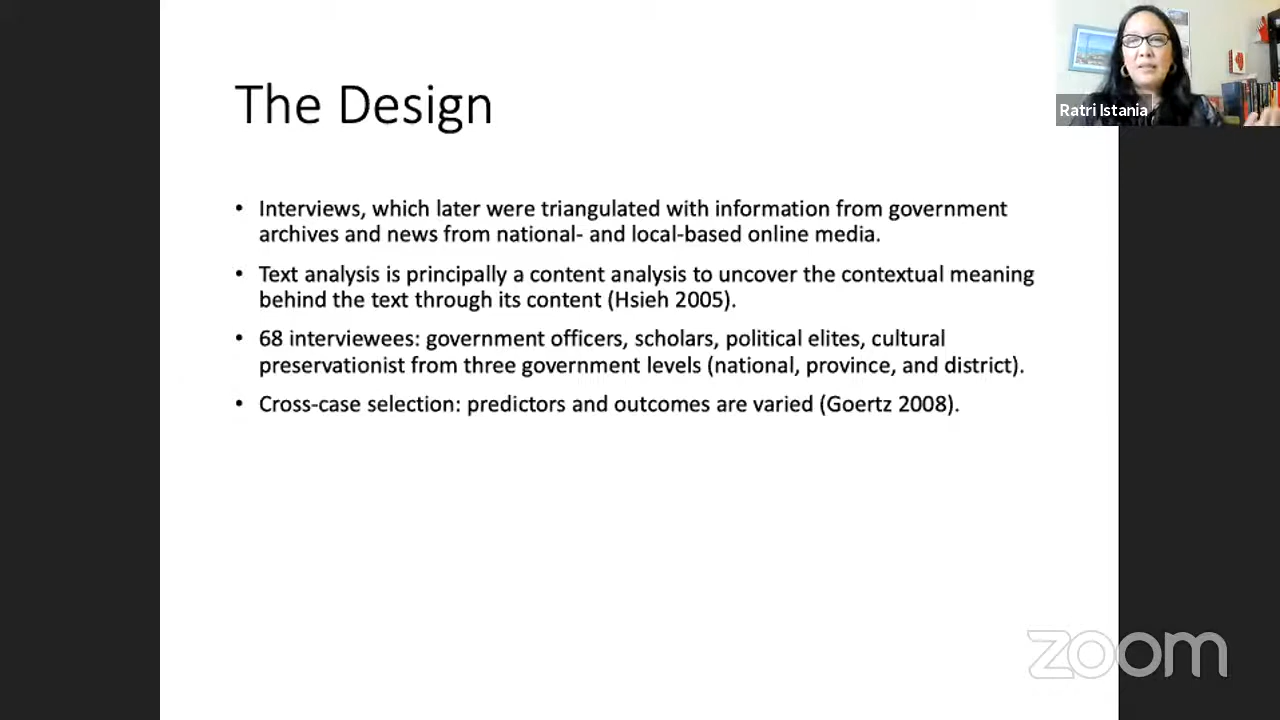 The Design
• Interviews, which later were triangulated with information from government
archives and news from national- and local-based online media.
• Text analysis is principally a content analysis to uncover the contextual meaning
behind the text through its content (Hsieh 2005).
• 68 interviewees: government officers, scholars, political elites, cultural
preservationist from three government levels (national, province, and district).
• Cross-case selection: predictors and outcomes are varied (Goertz 2008).
Ratri Istania
zoom